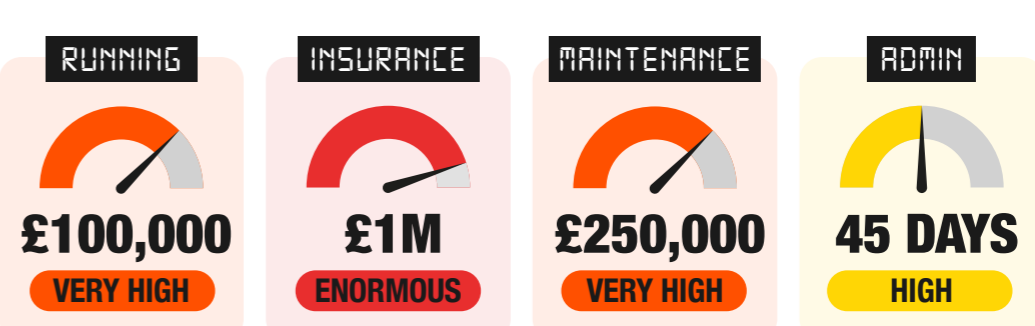 RUNNING
INSURANCE
MAINTENANCE
ADMIN
£100,000
£1M
£250,000
45 DAYS
VERY HIGH
ENORMOUS
VERY HIGH
HIGH